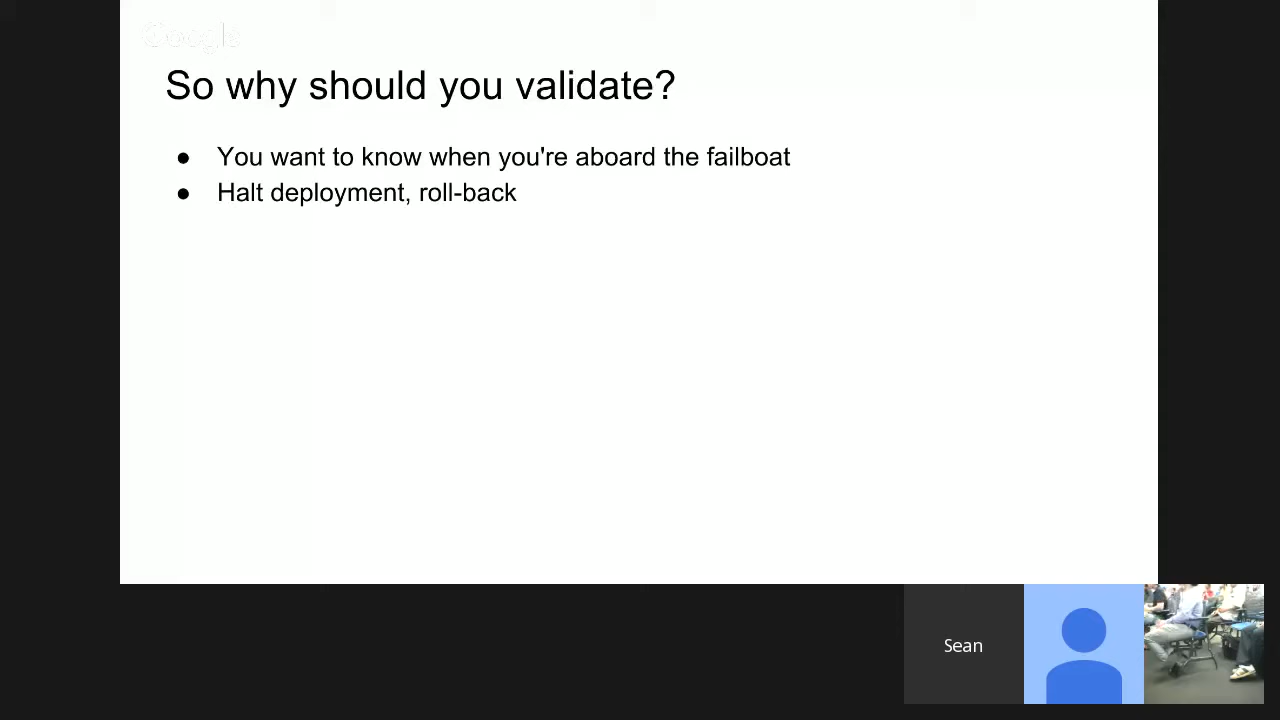 Google
So why should you validate?
● You want to know when you're aboard the failboat
● Halt deployment, roll-back
Sean